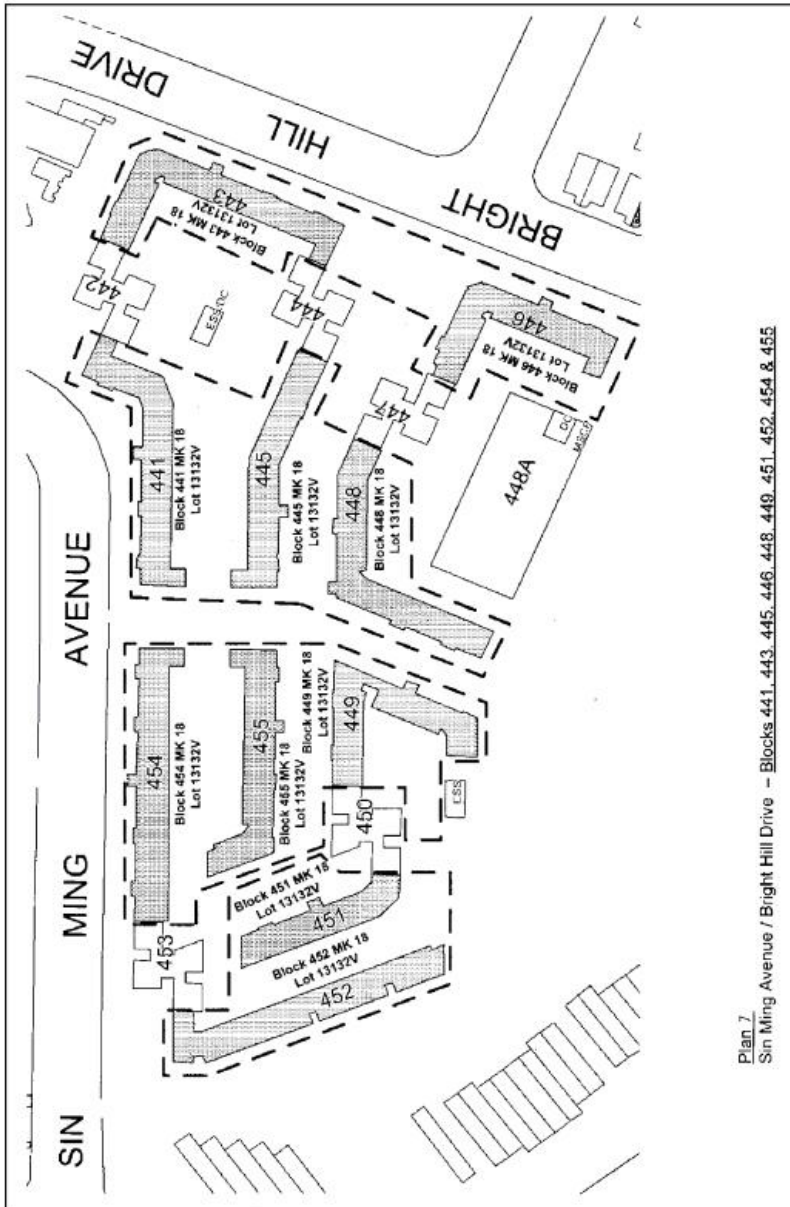 DRIVE
HILL
BRIGHT
443
Block 443 MK 18
Lot 13132V
442
ESS
DC
444
446
Block 446 MK 18
Lot 13132V
447
441
Block 441 MK 18
Lot 13132V
445
Block 445 MK 18
Lot 13132V
448
Block 448 MK 18
Lot 13132V
DC
MSCP
448A
SIN MING AVENUE
454
Block 454 MK 18
Lot 13132V
455
Block 455 MK 18
Lot 13132V
449
Block 449 MK 18
Lot 13132V
ESS
450
Block 451 MK 18
Lot 13132V
451
453
Block 452 MK 18
Lot 13132V
452
Plan 7
Sin Ming Avenue / Bright Hill Drive – Blocks 441, 443, 445, 446, 448, 449, 451, 452, 454 & 455